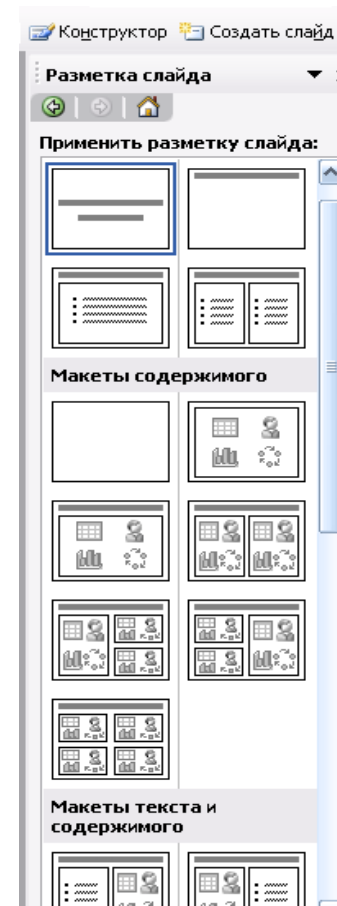 Конструктор Создать слайд
Разметка слайда
Применить разметку слайда:
Макеты содержимого
Макеты текста и
содержимого